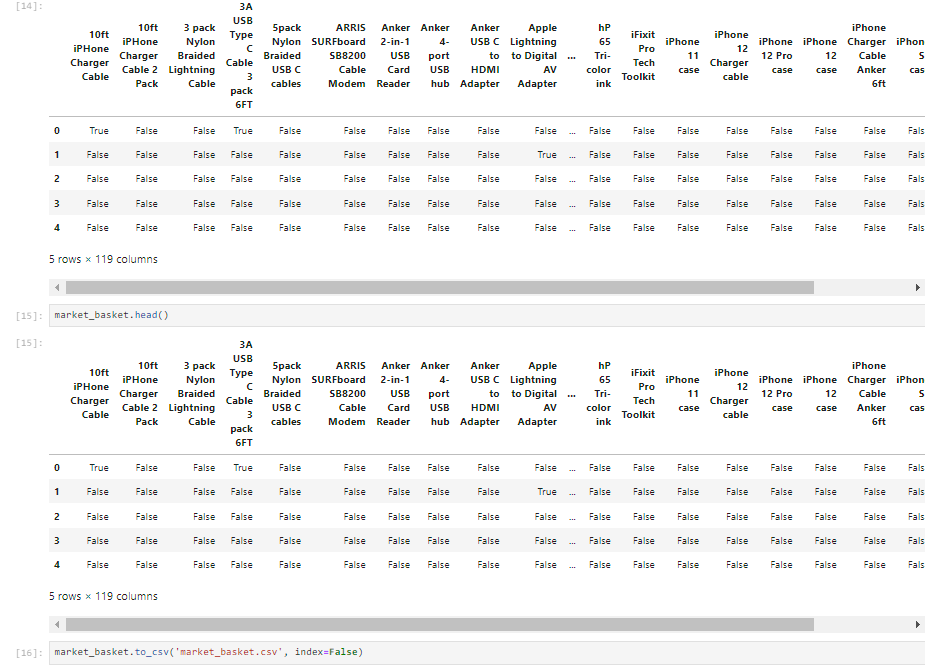 [14]:
10ft
iPHone
Charger
Cable
10ft
iPHone
Charger
Cable 2
Pack
3 pack
Nylon
Braided
Lightning
Cable
3A
USB
Type
C
Cable
3
pack
6FT
5pack
Nylon
Braided
USB C
cables
ARRIS
SURFboard
SB8200
Cable
Modem
Anker
2-in-1
USB
Card
Reader
Anker
4-
port
USB
hub
Anker
USB C
to
HDMI
Adapter
Apple
Lightning
to Digital
AV
Adapter
...
hP
65
Tri-
color
ink
iFixit
Pro
Tech
Toolkit
iPhone
11
case
iPhone
12
Charger
cable
iPhone
12 Pro
case
iPhone
12
case
iPhone
Charger
Cable
Anker
6ft
iPhon
S
cas
0 True False False True False False False False False False ... False False False False False False False Fals
1 False False False False False False False False False True ... False False False False False False False Fals
2 False False False False False False False False False False ... False False False False False False False Fals
3 False False False False False False False False False False ... False False False False False False False Fals
4 False False False False False False False False False False ... False False False False False False False Fals
5 rows × 119 columns
[15]: market_basket.head()
[15]:
10ft
iPHone
Charger
Cable
10ft
iPHone
Charger
Cable 2
Pack
3 pack
Nylon
Braided
Lightning
Cable
3A
USB
Type
C
Cable
3
pack
6FT
5pack
Nylon
Braided
USB C
cables
ARRIS
SURFboard
SB8200
Cable
Modem
Anker
2-in-1
USB
Card
Reader
Anker
4-
port
USB
hub
Anker
USB C
to
HDMI
Adapter
Apple
Lightning
to Digital
AV
Adapter
...
hP
65
Tri-
color
ink
iFixit
Pro
Tech
Toolkit
iPhone
11
case
iPhone
12
Charger
cable
iPhone
12 Pro
case
iPhone
12
case
iPhone
Charger
Cable
Anker
6ft
iPhon
S
cas
0 True False False True False False False False False False ... False False False False False False False Fals
1 False False False False False False False False False True ... False False False False False False False Fals
2 False False False False False False False False False False ... False False False False False False False Fals
3 False False False False False False False False False False ... False False False False False False False Fals
4 False False False False False False False False False False ... False False False False False False False Fals
5 rows × 119 columns
[16]: market_basket.to_csv('market_basket.csv', index=False)